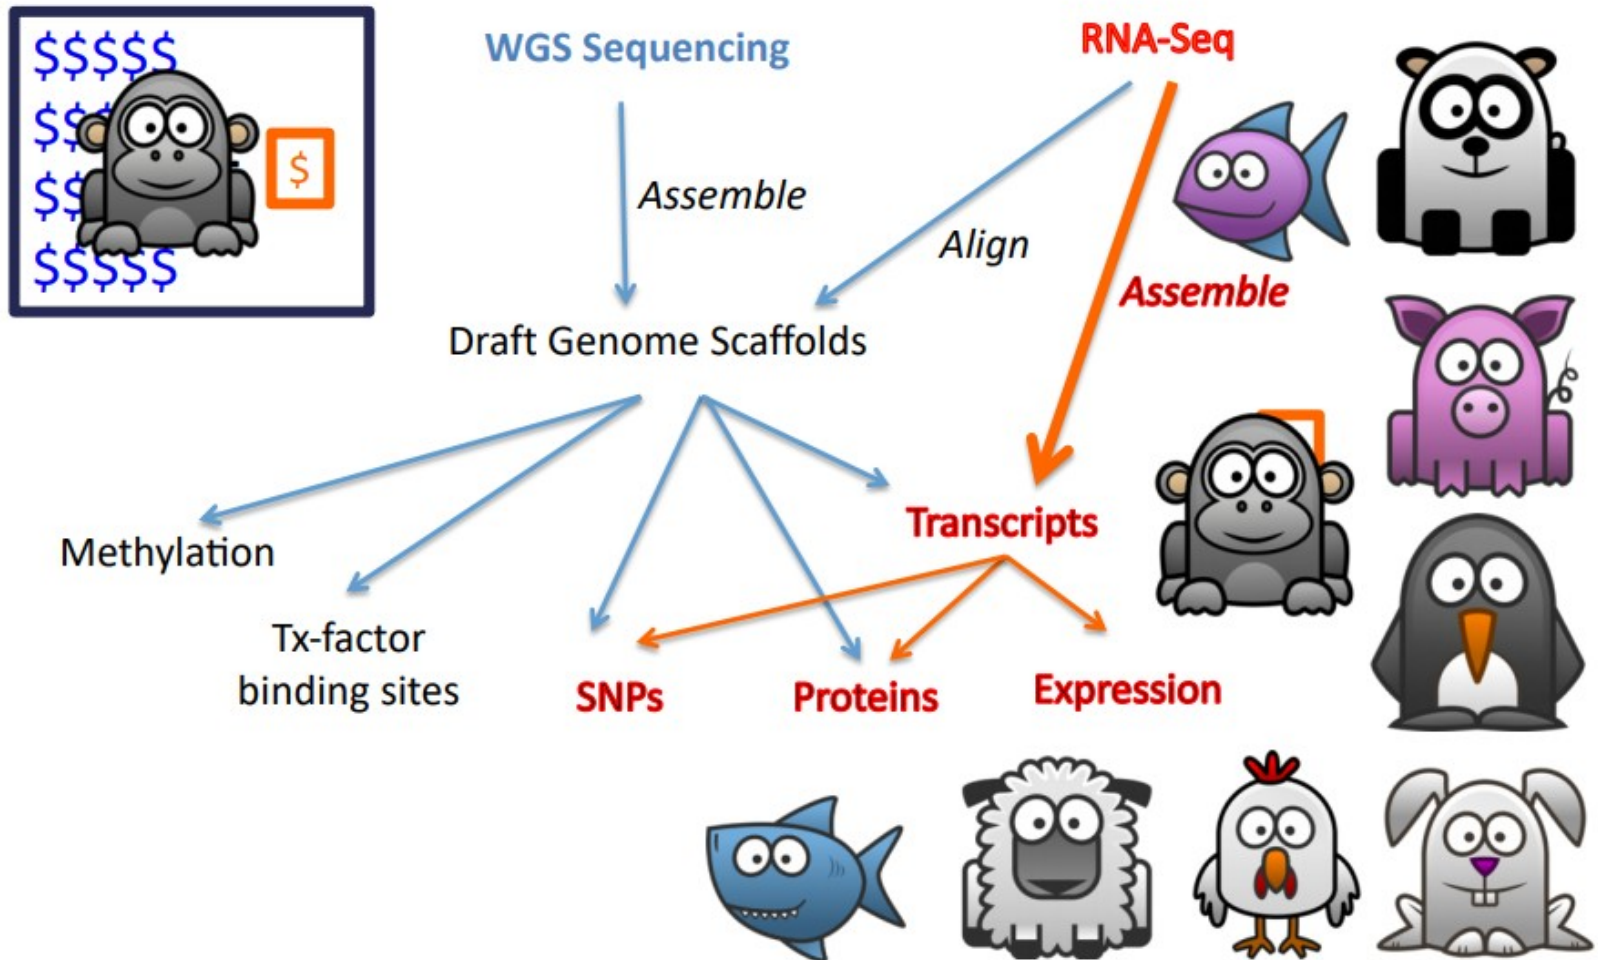 $$$$$
WGS Sequencing
RNA-Seq
$$
$
$$
$$$$$
Assemble
Align
Assemble
Draft Genome Scaffolds
Transcripts
Methylation
Tx-factor
binding sites
SNPs
Proteins
Expression